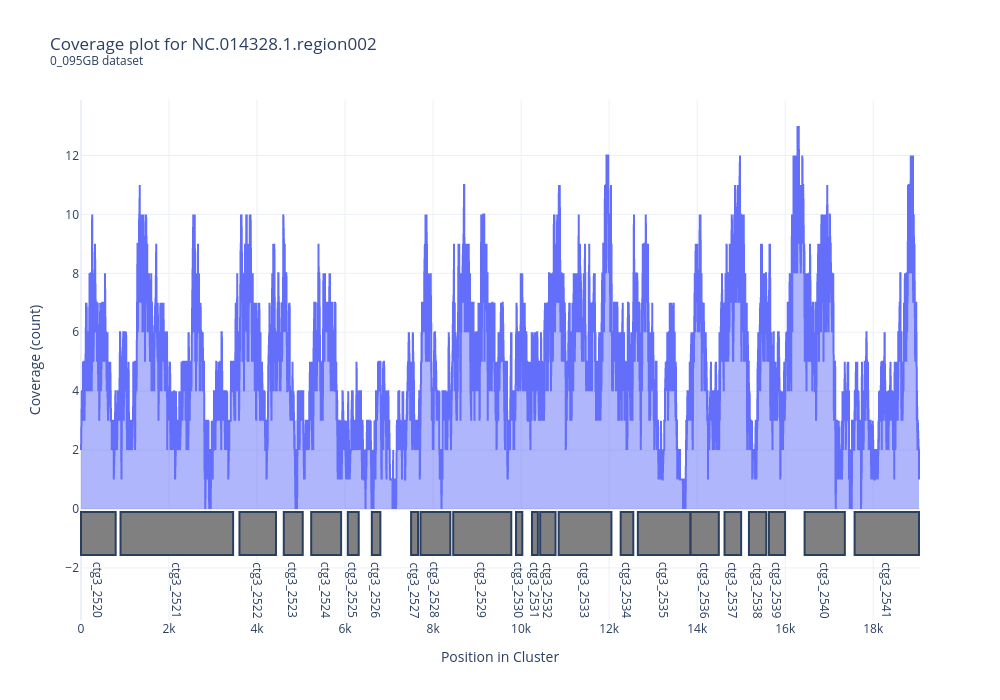 Coverage plot for NC.014328.1.region002
0_095GB dataset
Coverage (count)
12
10
8
6
4
2
0
−2
ctg3_2520
ctg3_2521
ctg3_2522
ctg3_2523
ctg3_2524
ctg3_2525
ctg3_2526
ctg3_2527
ctg3_2528
ctg3_2529
ctg3_2530
ctg3_2531
ctg3_2532
ctg3_2533
ctg3_2534
ctg3_2535
ctg3_2536
ctg3_2537
ctg3_2538
ctg3_2539
ctg3_2540
ctg3_2541
0 2k 4k 6k 8k 10k 12k 14k 16k 18k
Position in Cluster